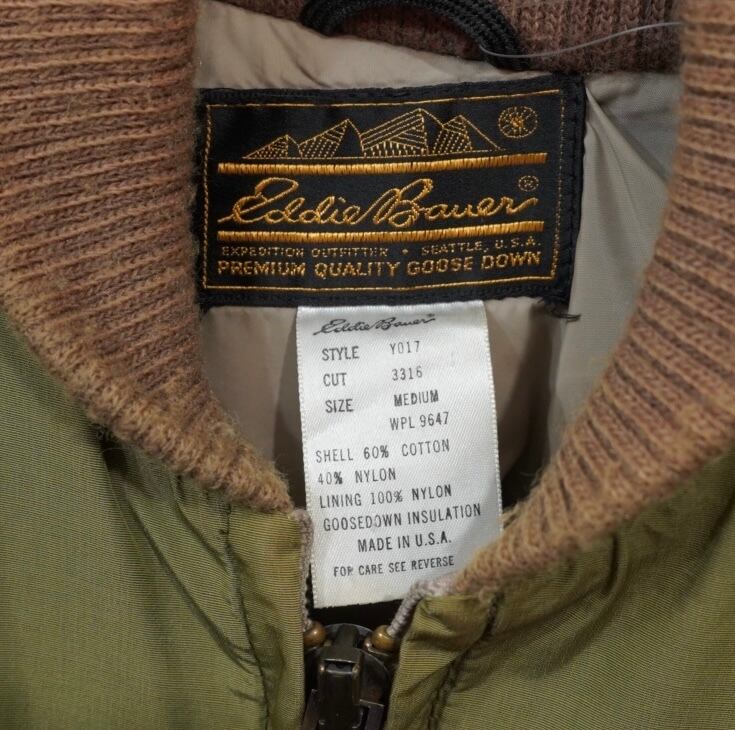 Eddie Bauer®
EXPEDITION OUTFITTER • SEATTLE, U.S.A.
PREMIUM QUALITY GOOSE DOWN
Eddie Bauer
STYLE Y017
CUT 3316
SIZE MEDIUM
WPL 9647
SHELL 60% COTTON
40% NYLON
LINING 100% NYLON
GOOSEDOWN INSULATION
MADE IN U.S.A.
FOR CARE SEE REVERSE